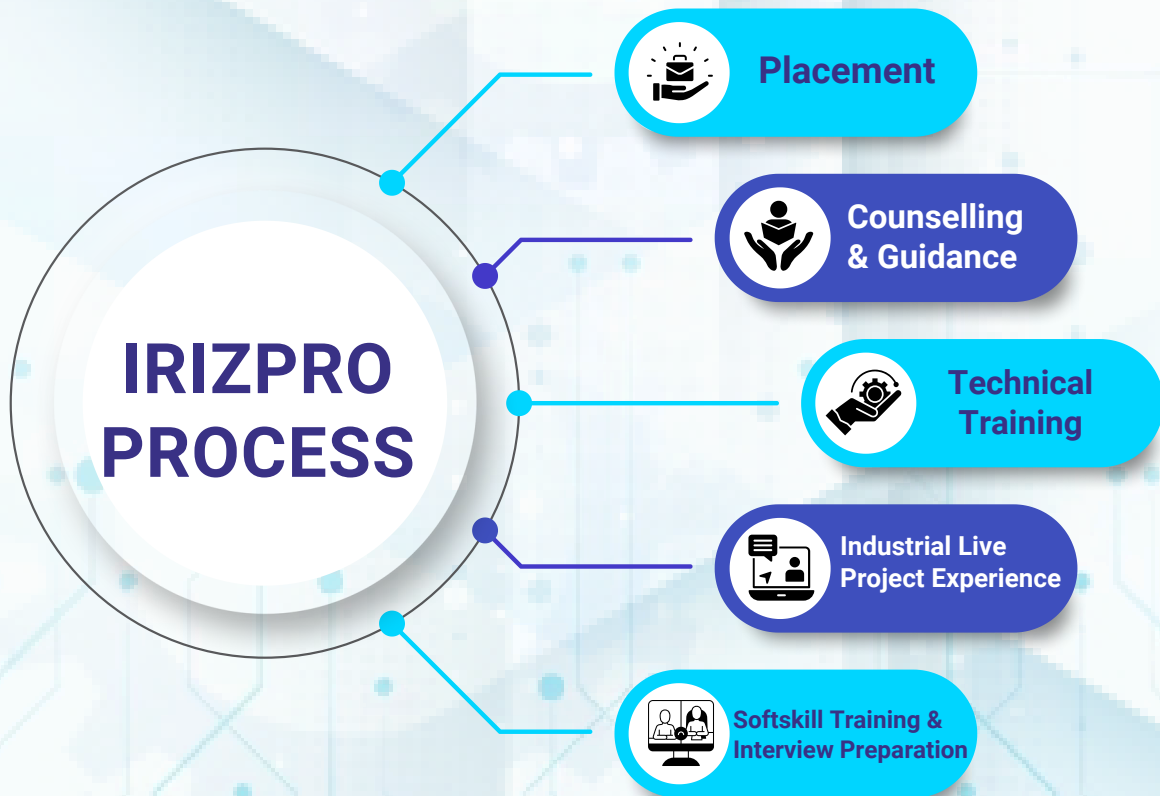 IRIZPRO
PROCESS
Placement
Counselling
& Guidance
Technical
Training
Industrial Live
Project Experience
Softskill Training &
Interview Preparation